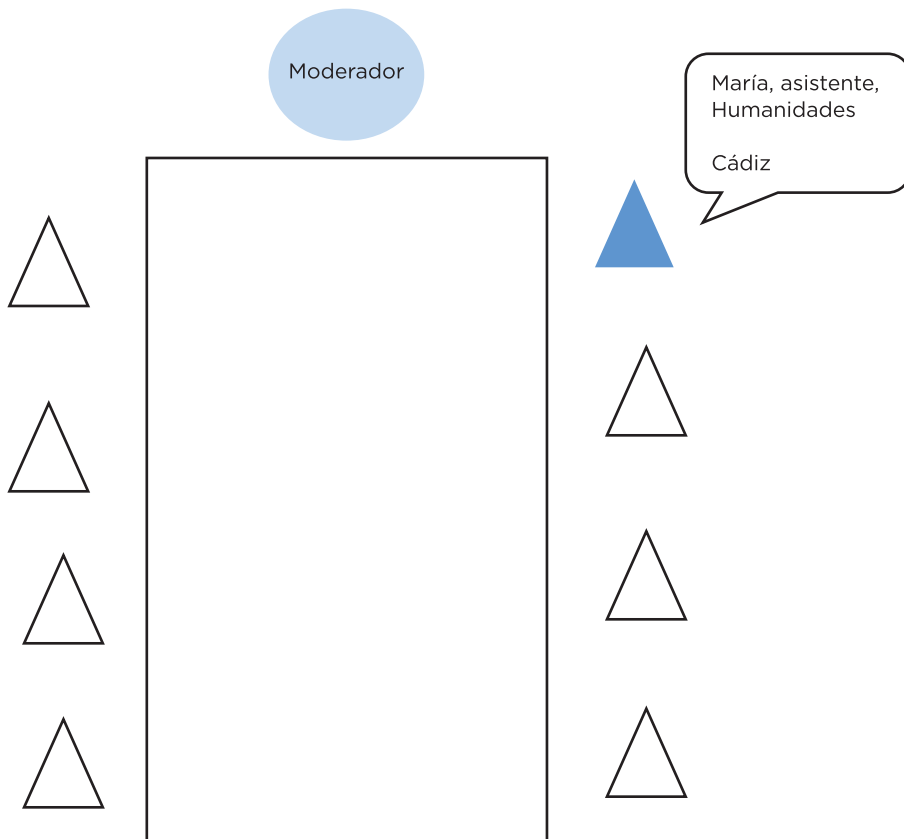 Moderador
María, asistente,
Humanidades
Cádiz